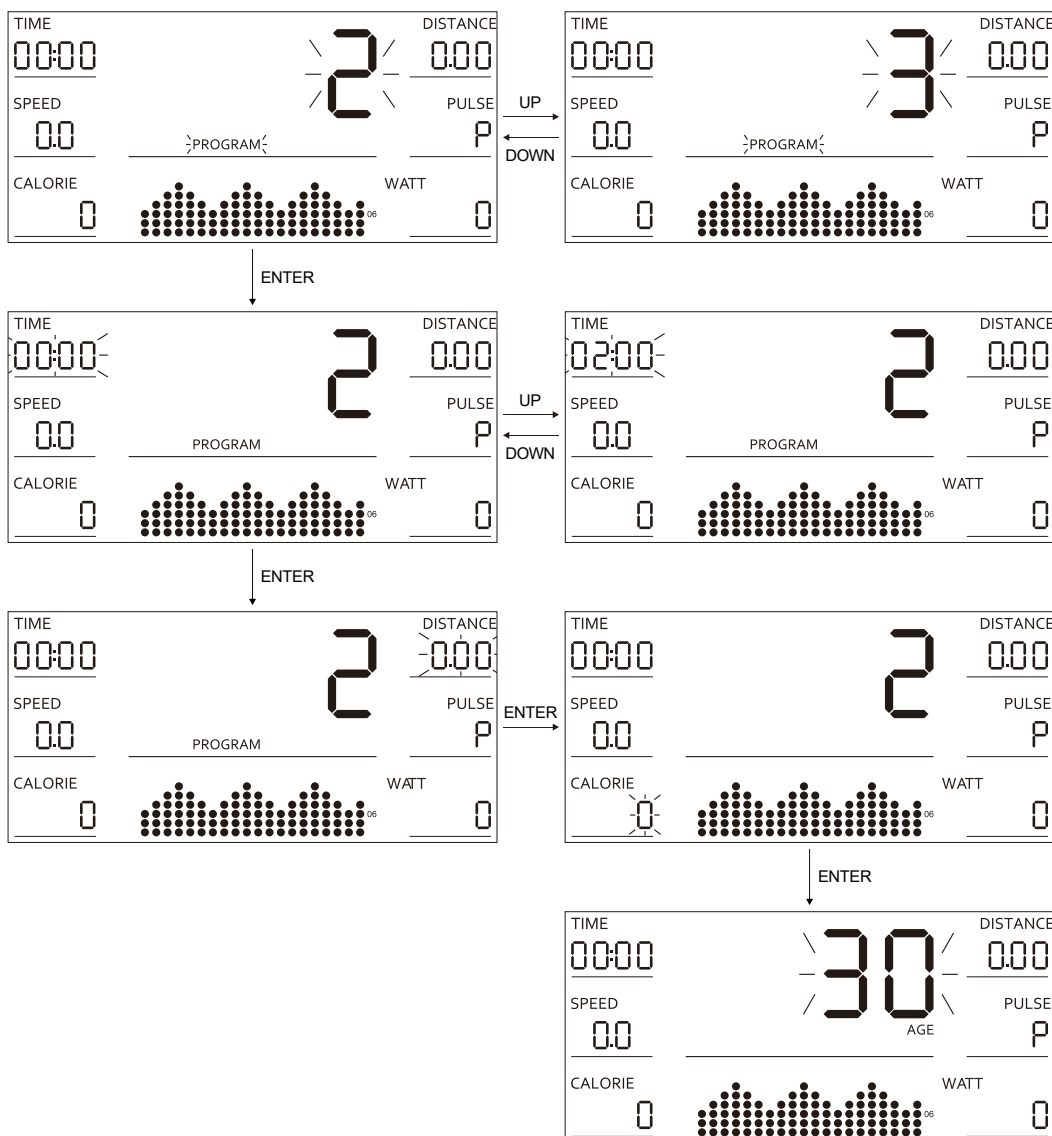 TIME
00:00
2
DISTANCE
0.00
SPEED
0.0
PROGRAM
PULSE
P
CALORIE
0
06
WATT
0
UP
DOWN
TIME
00:00
3
DISTANCE
0.00
SPEED
0.0
PROGRAM
PULSE
P
CALORIE
0
06
WATT
0
ENTER
TIME
00:00
2
DISTANCE
0.00
SPEED
0.0
PROGRAM
PULSE
P
CALORIE
0
06
WATT
0
UP
DOWN
TIME
02:00
2
DISTANCE
0.00
SPEED
0.0
PROGRAM
PULSE
P
CALORIE
0
06
WATT
0
ENTER
TIME
00:00
2
DISTANCE
0.00
SPEED
0.0
PROGRAM
PULSE
P
CALORIE
0
06
WATT
0
ENTER
TIME
00:00
2
DISTANCE
0.00
SPEED
0.0
PULSE
P
CALORIE
0
06
WATT
0
ENTER
TIME
00:00
30
DISTANCE
0.00
SPEED
0.0
AGE
PULSE
P
CALORIE
0
06
WATT
0